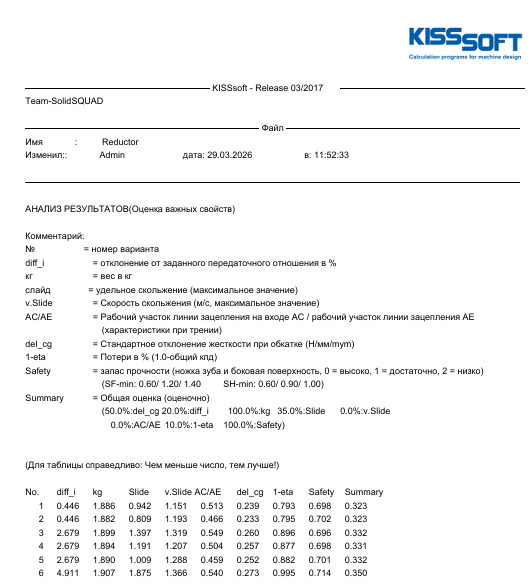 KISSSOFT
Calculation programs for machine design
KISSsoft - Release 03/2017
Team-SolidSQUAD
Файл
Имя : Reductor
Изменил:: Admin дата: 29.03.2026 в: 11:52:33
АНАЛИЗ РЕЗУЛЬТАТОВ(Оценка важных свойств)
Комментарий:
№ = номер варианта
diff_i = отклонение от заданного передаточного отношения в %
кг = вес в кг
слайд = удельное скольжение (максимальное значение)
v.Slide = Скорость скольжения (м/с, максимальное значение)
AC/AE = Рабочий участок линии зацепления на входе AC / рабочий участок линии зацепления AE
(характеристики при трении)
del_cg = Стандартное отклонение жесткости при обкатке (Н/мм/mym)
1-eta = Потери в % (1.0-общий кпд)
Safety = запас прочности (ножка зуба и боковая поверхность, 0 = высоко, 1 = достаточно, 2 = низко)
(SF-min: 0.60/ 1.20/ 1.40 SH-min: 0.60/ 0.90/ 1.00)
Summary = Общая оценка (оценочно)
(50.0%:del_cg 20.0%:diff_i 100.0%:kg 35.0%:Slide 0.0%:v.Slide
0.0%:AC/AE 10.0%:1-eta 100.0%:Safety)
(Для таблицы справедливо: Чем меньше число, тем лучше!)
No. diff_i kg Slide v.Slide AC/AE del_cg 1-eta Safety Summary
1 0.446 1.886 0.942 1.151 0.513 0.239 0.793 0.698 0.323
2 0.446 1.882 0.809 1.193 0.466 0.233 0.795 0.702 0.323
3 2.679 1.899 1.397 1.319 0.549 0.260 0.896 0.696 0.332
4 2.679 1.894 1.191 1.207 0.504 0.257 0.877 0.698 0.331
5 2.679 1.890 1.009 1.288 0.459 0.252 0.882 0.701 0.332
6 4.911 1.907 1.875 1.366 0.540 0.273 0.995 0.714 0.350